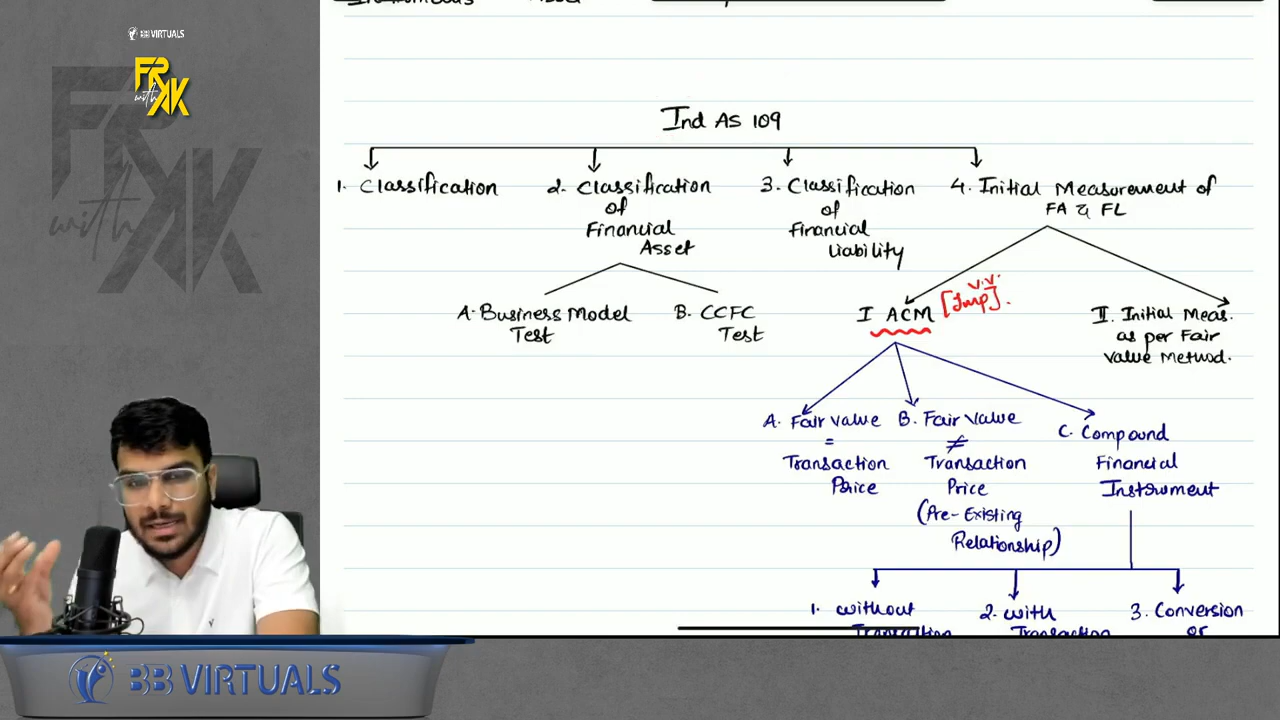 BB VIRTUALS
FR
with
KK
Ind AS 109
1. Classification
2. Classification
of
Financial
Asset
3. Classification
of
Financial
Liability
4. Initial Measurement of
FA & FL
A. Business Model
Test
B. CCFC
Test
I ACM
[Imp].
V.V.
II. Initial Meas.
as per Fair
Value Method.
A. Fair value
=
Transaction
Price
B. Fair Value
≠
Transaction
Price
(Pre-Existing
Relationship)
C. Compound
Financial
Instrument
1. without
2. with
Transaction
3. Conversion
or
BB VIRTUALS